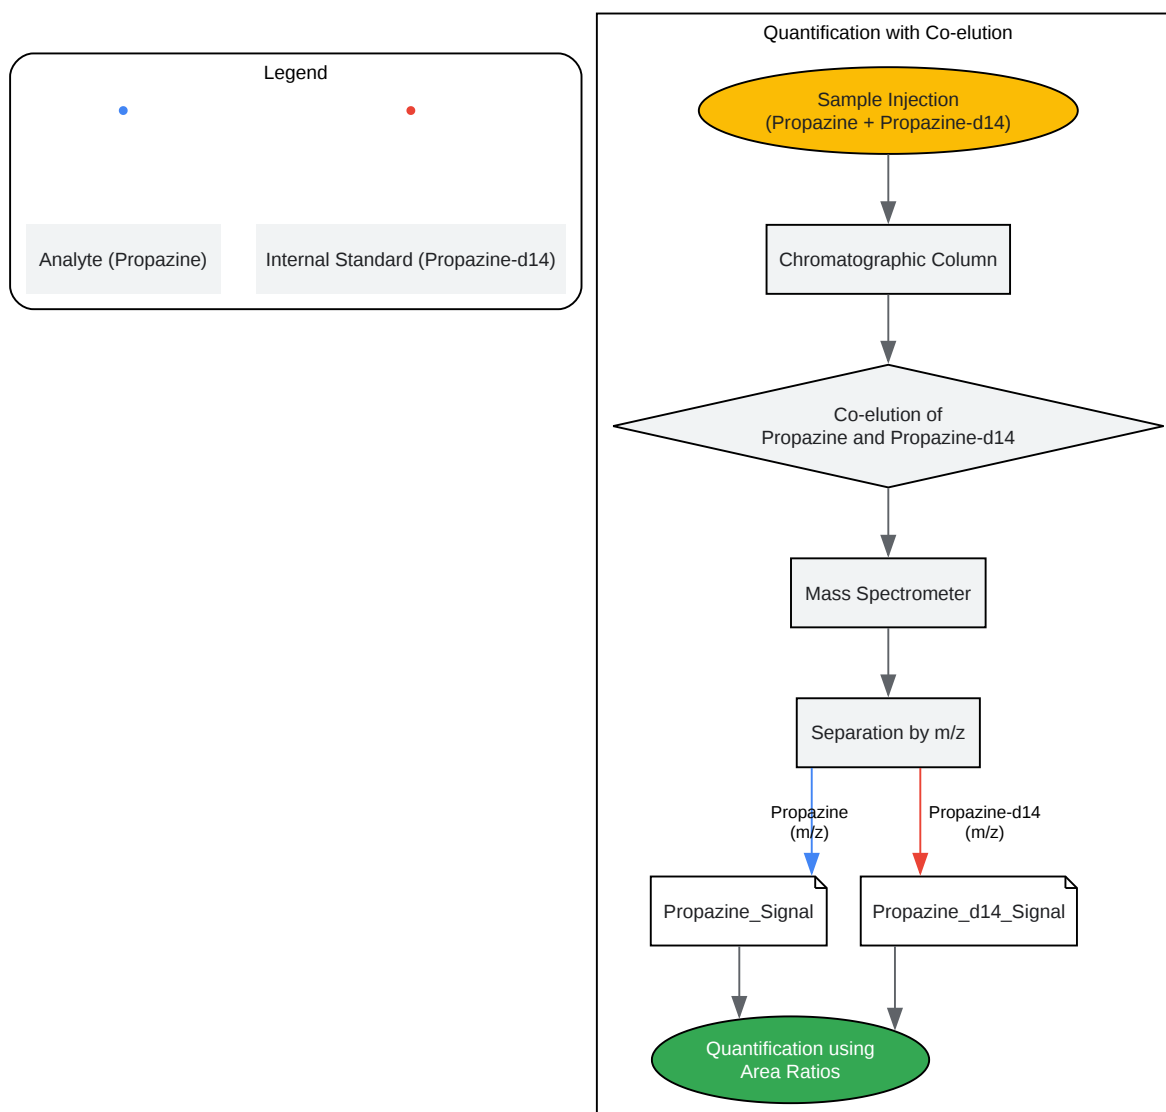 Legend
Analyte (Propazine)
Internal Standard (Propazine-d14)
Quantification with Co-elution
Sample Injection
(Propazine + Propazine-d14)
Chromatographic Column
Co-elution of
Propazine and Propazine-d14
Mass Spectrometer
Separation by m/z
Propazine
(m/z)
Propazine-d14
(m/z)
Propazine_Signal
Propazine_d14_Signal
Quantification using
Area Ratios